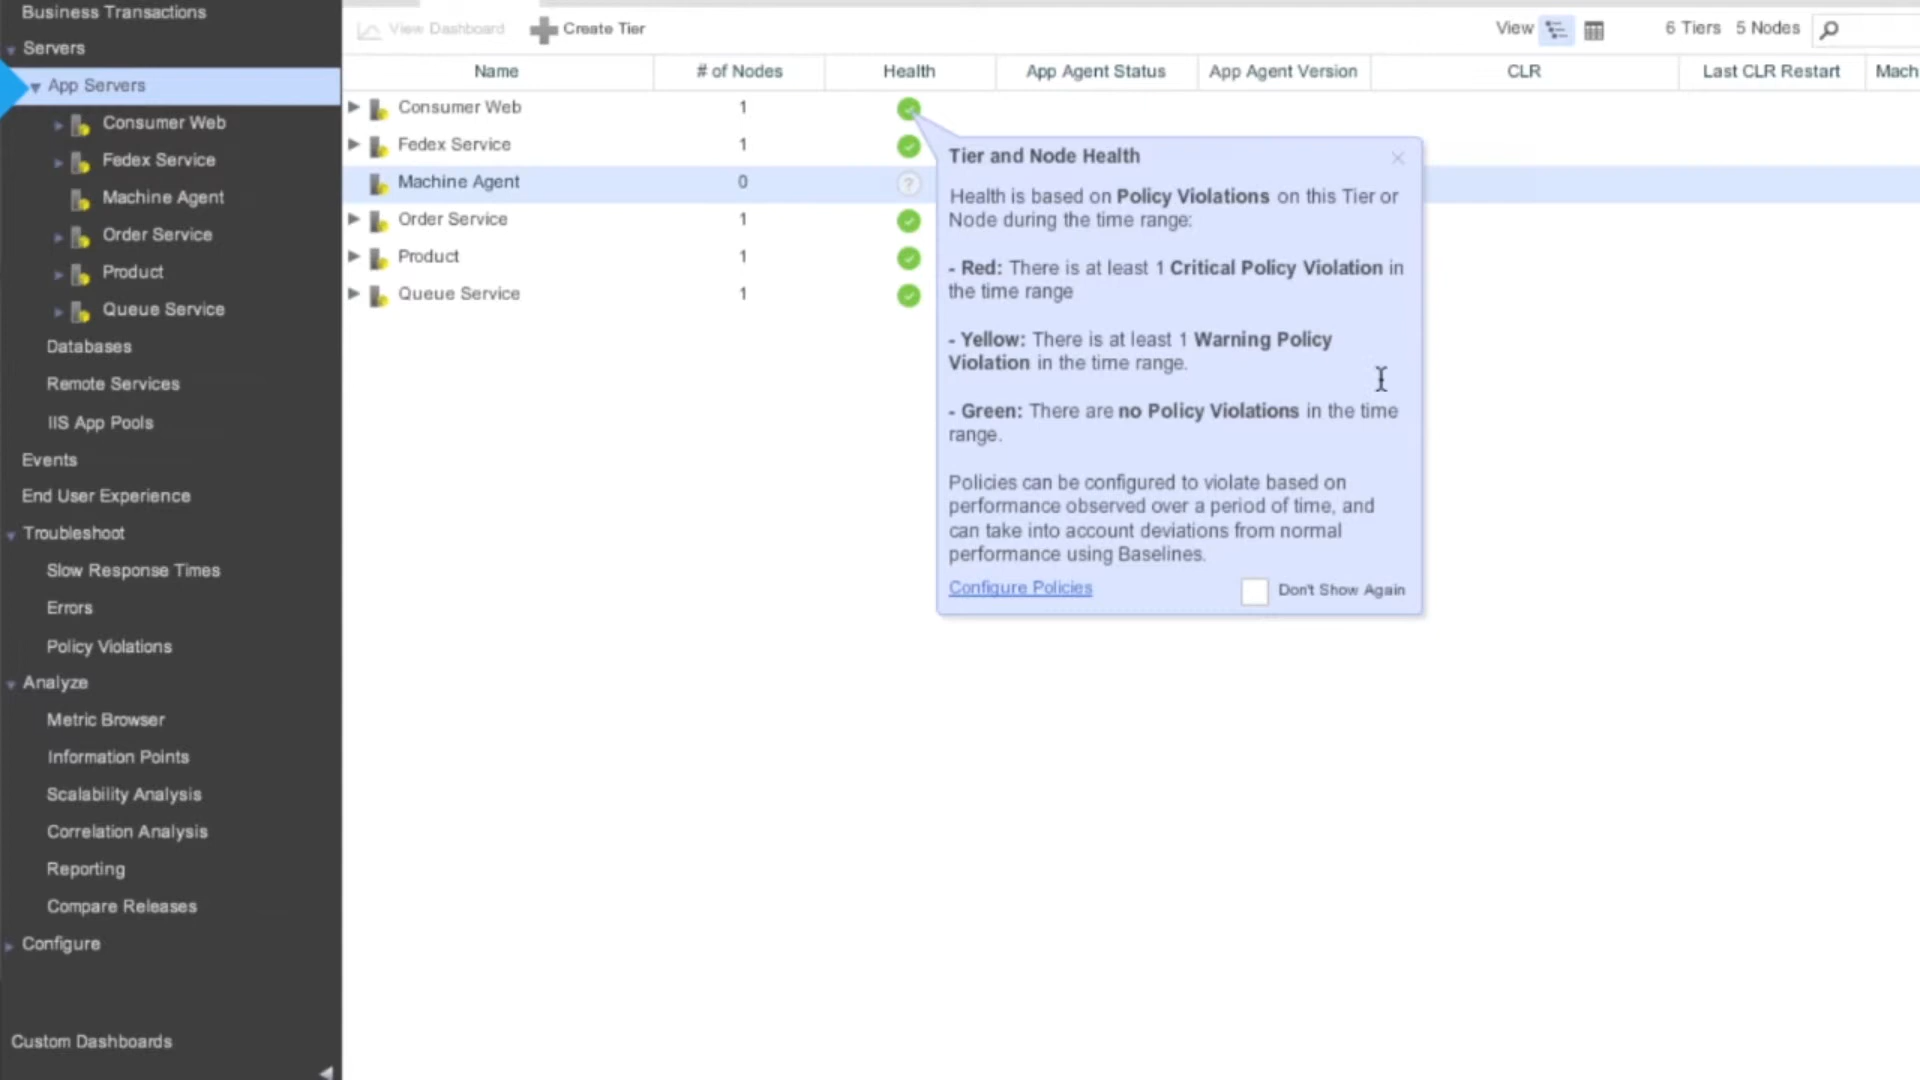 Business Transactions
Servers
App Servers
Consumer Web
Fedex Service
Machine Agent
Order Service
Product
Queue Service
Databases
Remote Services
IIS App Pools
Events
End User Experience
Troubleshoot
Slow Response Times
Errors
Policy Violations
Analyze
Metric Browser
Information Points
Scalability Analysis
Correlation Analysis
Reporting
Compare Releases
Configure
Custom Dashboards
View Dashboard Create Tier View 6 Tiers 5 Nodes
Name # of Nodes Health App Agent Status App Agent Version CLR Last CLR Restart Mach
Consumer Web 1
Fedex Service 1
Machine Agent 0 ?
Order Service 1
Product 1
Queue Service 1
Tier and Node Health
Health is based on Policy Violations on this Tier or
Node during the time range:
- Red: There is at least 1 Critical Policy Violation in
the time range
- Yellow: There is at least 1 Warning Policy
Violation in the time range.
- Green: There are no Policy Violations in the time
range.
Policies can be configured to violate based on
performance observed over a period of time, and
can take into account deviations from normal
performance using Baselines.
Configure Policies Don't Show Again